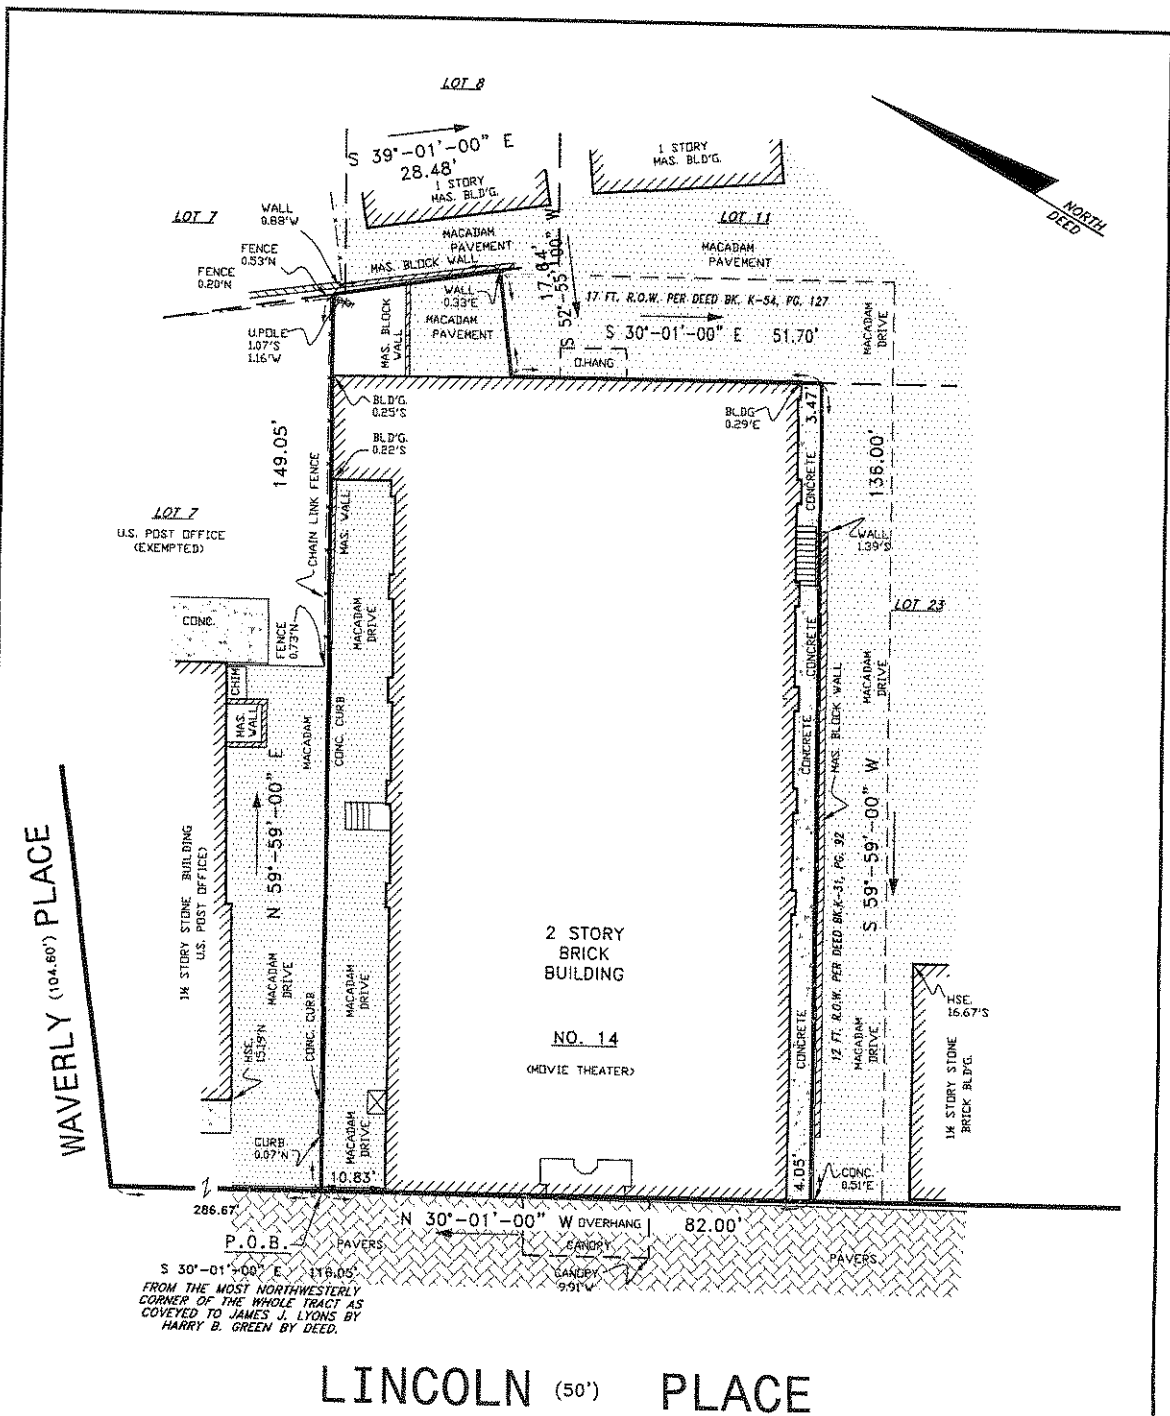 LOT 8
S 39°-01'-00" E
28.48'
1 STORY
MAS. BLD'G.
1 STORY
MAS. BLD'G.
NORTH
DEED
LOT 7
WALL
0.88'W
FENCE
0.53'N
FENCE
0.20'N
MACADAM
PAVEMENT
MAS. BLOCK WALL
LOT 11
MACADAM
PAVEMENT
17.64'
S 52°-55'-00" W
WALL
0.33'E
17 FT. R.O.W. PER DEED BK. K-54, PG. 127
S 30°-01'-00" E 51.70'
MACADAM
DRIVE
U.POLE
1.07'S
1.16'W
MAS. BLOCK
WALL
MACADAM
PAVEMENT
O.HANG
BLD'G.
0.25'S
BLD'G.
0.22'S
BLDG
0.29'E
3.47'
149.05'
CHAIN LINK FENCE
MAS. WALL
CONCRETE
136.00'
LOT 7
U.S. POST OFFICE
(EXEMPTED)
WALL
1.39'S
LOT 23
CONC.
FENCE
0.73'N
MACADAM
DRIVE
CONCRETE
CHIM
MAS.
WALL
MACADAM
CONC. CURB
CONCRETE
MAS. BLOCK WALL
MACADAM
DRIVE
N 59°-59'-00" E
S 59°-59'-00" W
12 FT. R.O.W. PER DEED BK.K-31, PG. 92
WAVERLY (104.60') PLACE
1½ STORY STONE BUILDING
U.S. POST OFFICE)
2 STORY
BRICK
BUILDING
NO. 14
(MOVIE THEATER)
MACADAM
DRIVE
CONC. CURB
MACADAM
DRIVE
HSE.
15.19'N
CONCRETE
MACADAM
DRIVE
HSE.
16.67'S
1½ STORY STONE
BRICK BLD'G.
CURB
0.07'N
MACADAM
DRIVE
10.83'
4.05'
CONC.
0.51'E
286.67'
P.O.B.
PAVERS
N 30°-01'-00" W OVERHANG 82.00'
CANOPY
CANOPY
9.91'W
PAVERS
S 30°-01'-00" E 116.05'
FROM THE MOST NORTHWESTERLY
CORNER OF THE WHOLE TRACT AS
COVEYED TO JAMES J. LYONS BY
HARRY B. GREEN BY DEED.
LINCOLN (50') PLACE